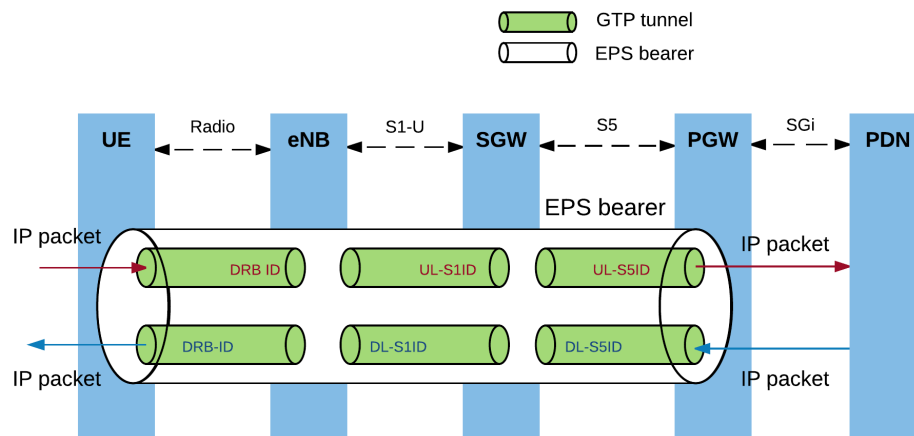 GTP tunnel
EPS bearer
UE
Radio
eNB
S1-U
SGW
S5
PGW
SGi
PDN
EPS bearer
IP packet
IP packet
DRB ID
UL-S1ID
UL-S5ID
DRB-ID
DL-S1ID
DL-S5ID
IP packet
IP packet